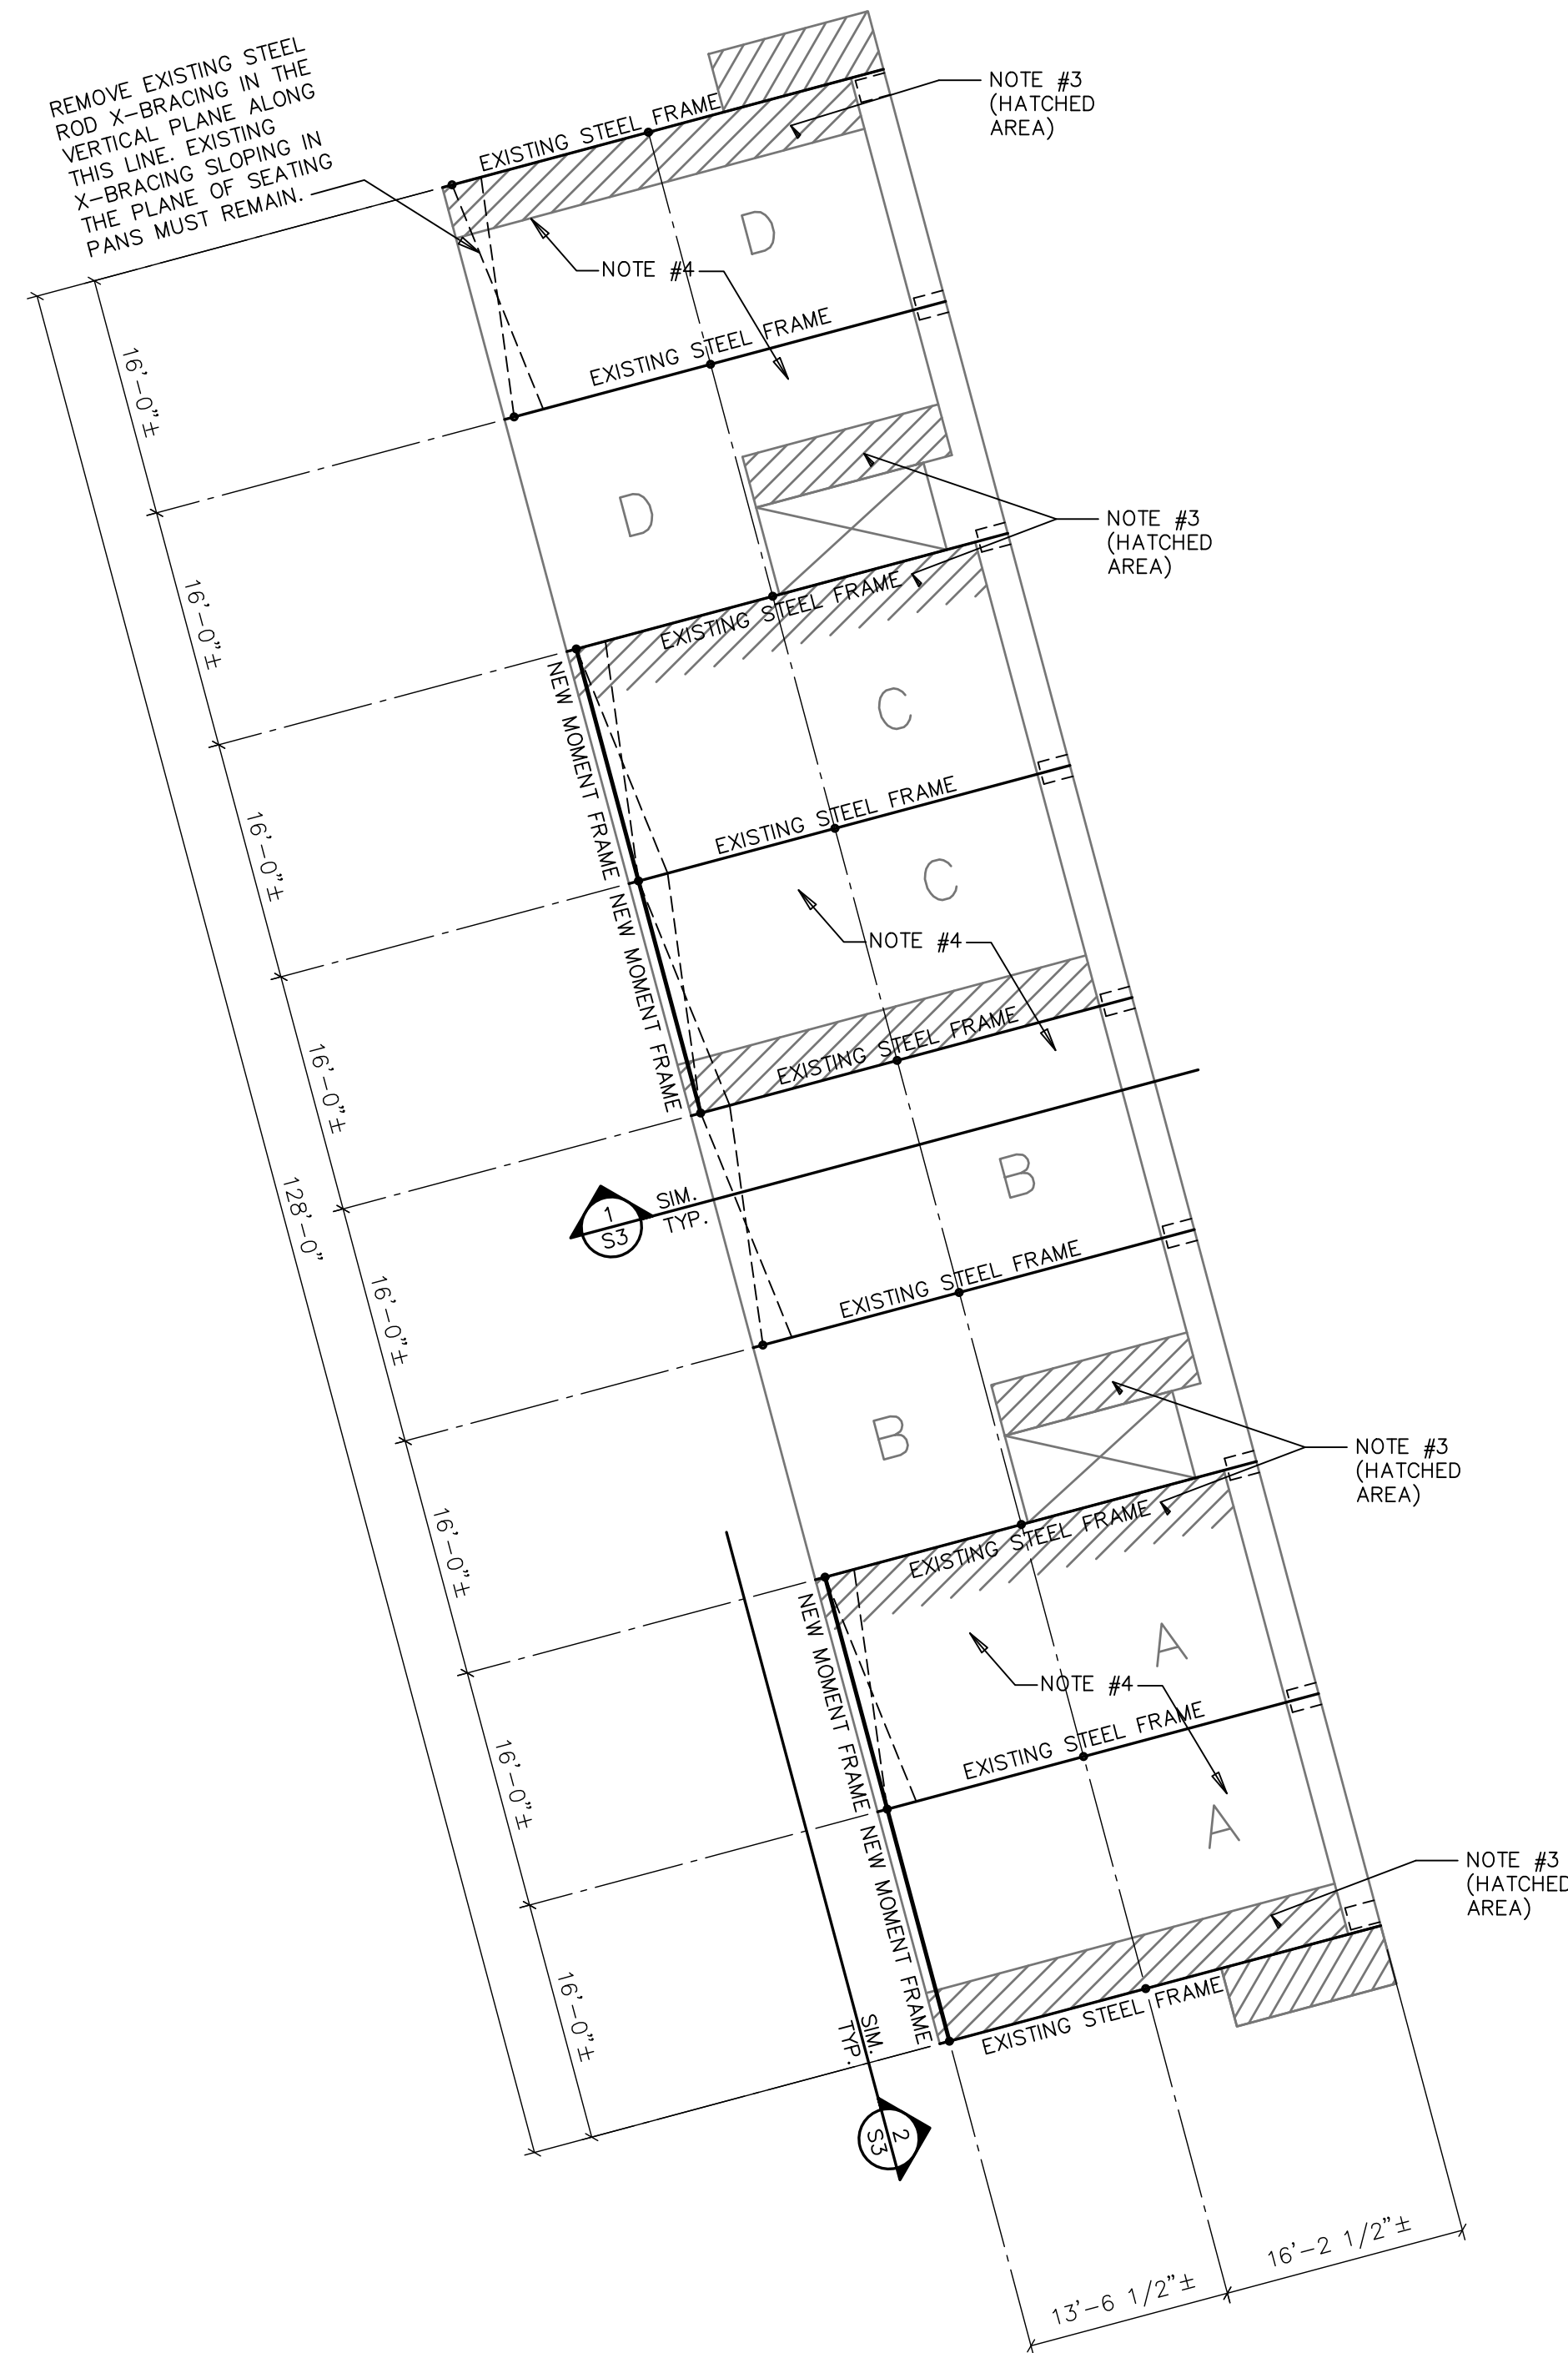 REMOVE EXISTING STEEL
ROD X-BRACING IN THE
VERTICAL PLANE ALONG
THIS LINE. EXISTING
X-BRACING SLOPING IN
THE PLANE OF SEATING
PANS MUST REMAIN.
NOTE #3
(HATCHED
AREA)
EXISTING STEEL FRAME
D
NOTE #4
EXISTING STEEL FRAME
16'-0"±
D
NOTE #3
(HATCHED
AREA)
16'-0"±
EXISTING STEEL FRAME
NEW MOMENT FRAME
C
EXISTING STEEL FRAME
16'-0"±
C
NOTE #4
NEW MOMENT FRAME
EXISTING STEEL FRAME
16'-0"±
128'-0"
1
S3
SIM.
TYP.
B
EXISTING STEEL FRAME
16'-0"±
B
NOTE #3
(HATCHED
AREA)
16'-0"±
EXISTING STEEL FRAME
NEW MOMENT FRAME
A
NOTE #4
EXISTING STEEL FRAME
16'-0"±
A
NEW MOMENT FRAME
NOTE #3
(HATCHED
AREA)
EXISTING STEEL FRAME
16'-0"±
SIM.
TYP.
2
S3
13'-6 1/2"±
16'-2 1/2"±